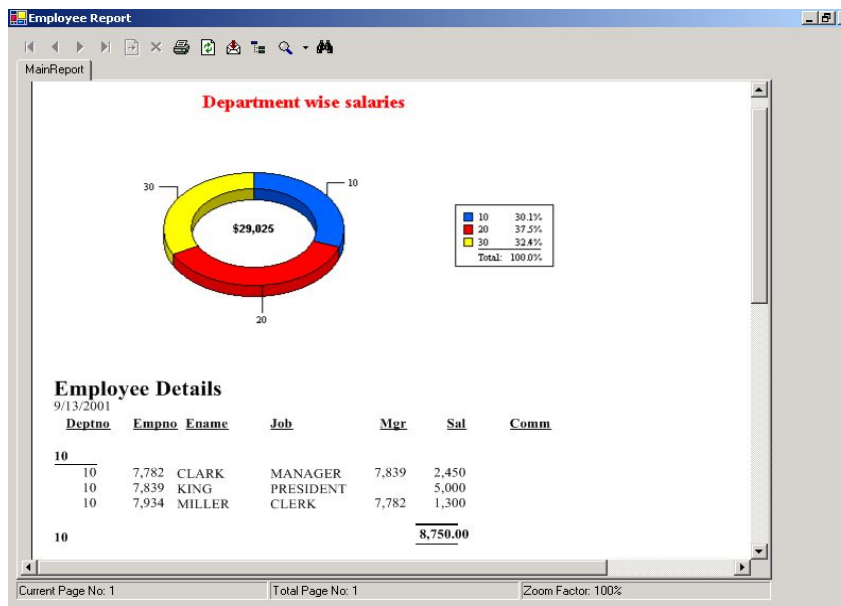 Employee Report
MainReport
Department wise salaries
30
10
$29,025
20
10 30.1%
20 37.5%
30 32.4%
Total: 100.0%
Employee Details
9/13/2001
Deptno Empno Ename Job Mgr Sal Comm
10
10 7,782 CLARK MANAGER 7,839 2,450
10 7,839 KING PRESIDENT 5,000
10 7,934 MILLER CLERK 7,782 1,300
10 8,750.00
Current Page No: 1 Total Page No: 1 Zoom Factor: 100%